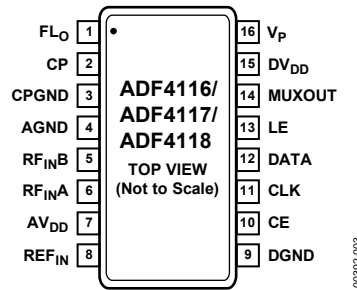 FLO 1
CP 2
CPGND 3
AGND 4
RFINB 5
RFINA 6
AVDD 7
REFIN 8
ADF4116/
ADF4117/
ADF4118
TOP VIEW
(Not to Scale)
16 VP
15 DVDD
14 MUXOUT
13 LE
12 DATA
11 CLK
10 CE
9 DGND
00392-003